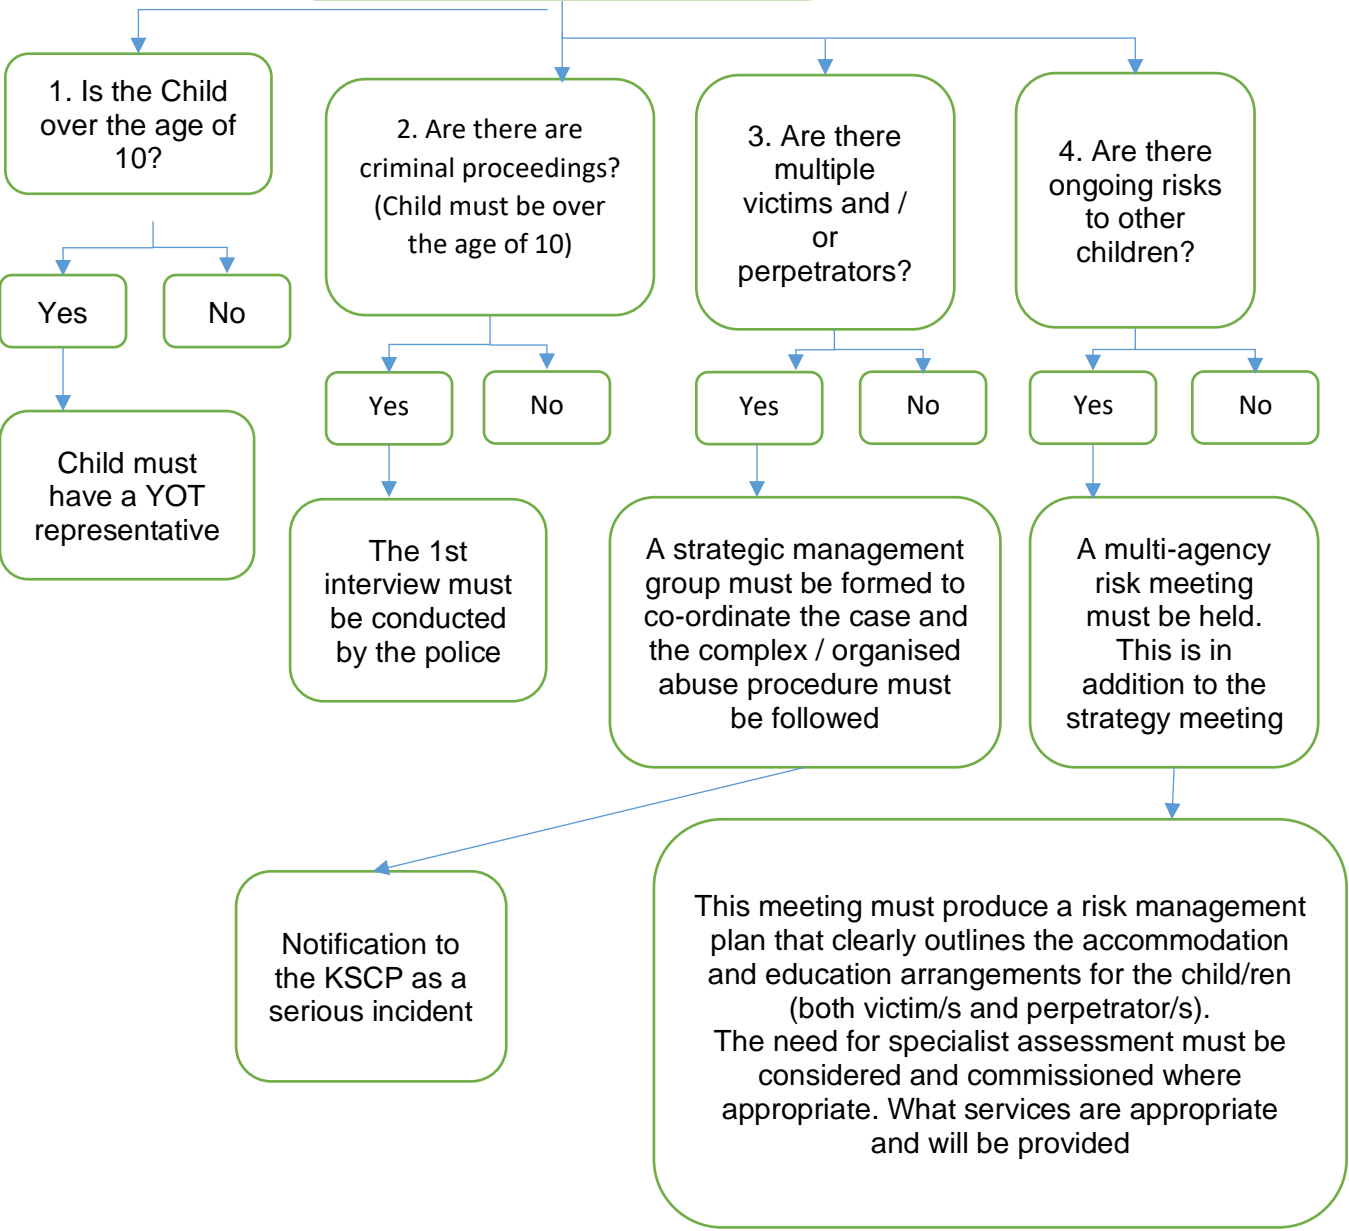 1. Is the Child
over the age of
10?
2. Are there are
criminal proceedings?
(Child must be over
the age of 10)
3. Are there
multiple
victims and /
or
perpetrators?
4. Are there
ongoing risks
to other
children?
Yes
No
Yes
No
Yes
No
Yes
No
Child must
have a YOT
representative
The 1st
interview must
be conducted
by the police
A strategic management
group must be formed to
co-ordinate the case and
the complex / organised
abuse procedure must
be followed
A multi-agency
risk meeting
must be held.
This is in
addition to the
strategy meeting
Notification to
the KSCP as a
serious incident
This meeting must produce a risk management
plan that clearly outlines the accommodation
and education arrangements for the child/ren
(both victim/s and perpetrator/s).
The need for specialist assessment must be
considered and commissioned where
appropriate. What services are appropriate
and will be provided